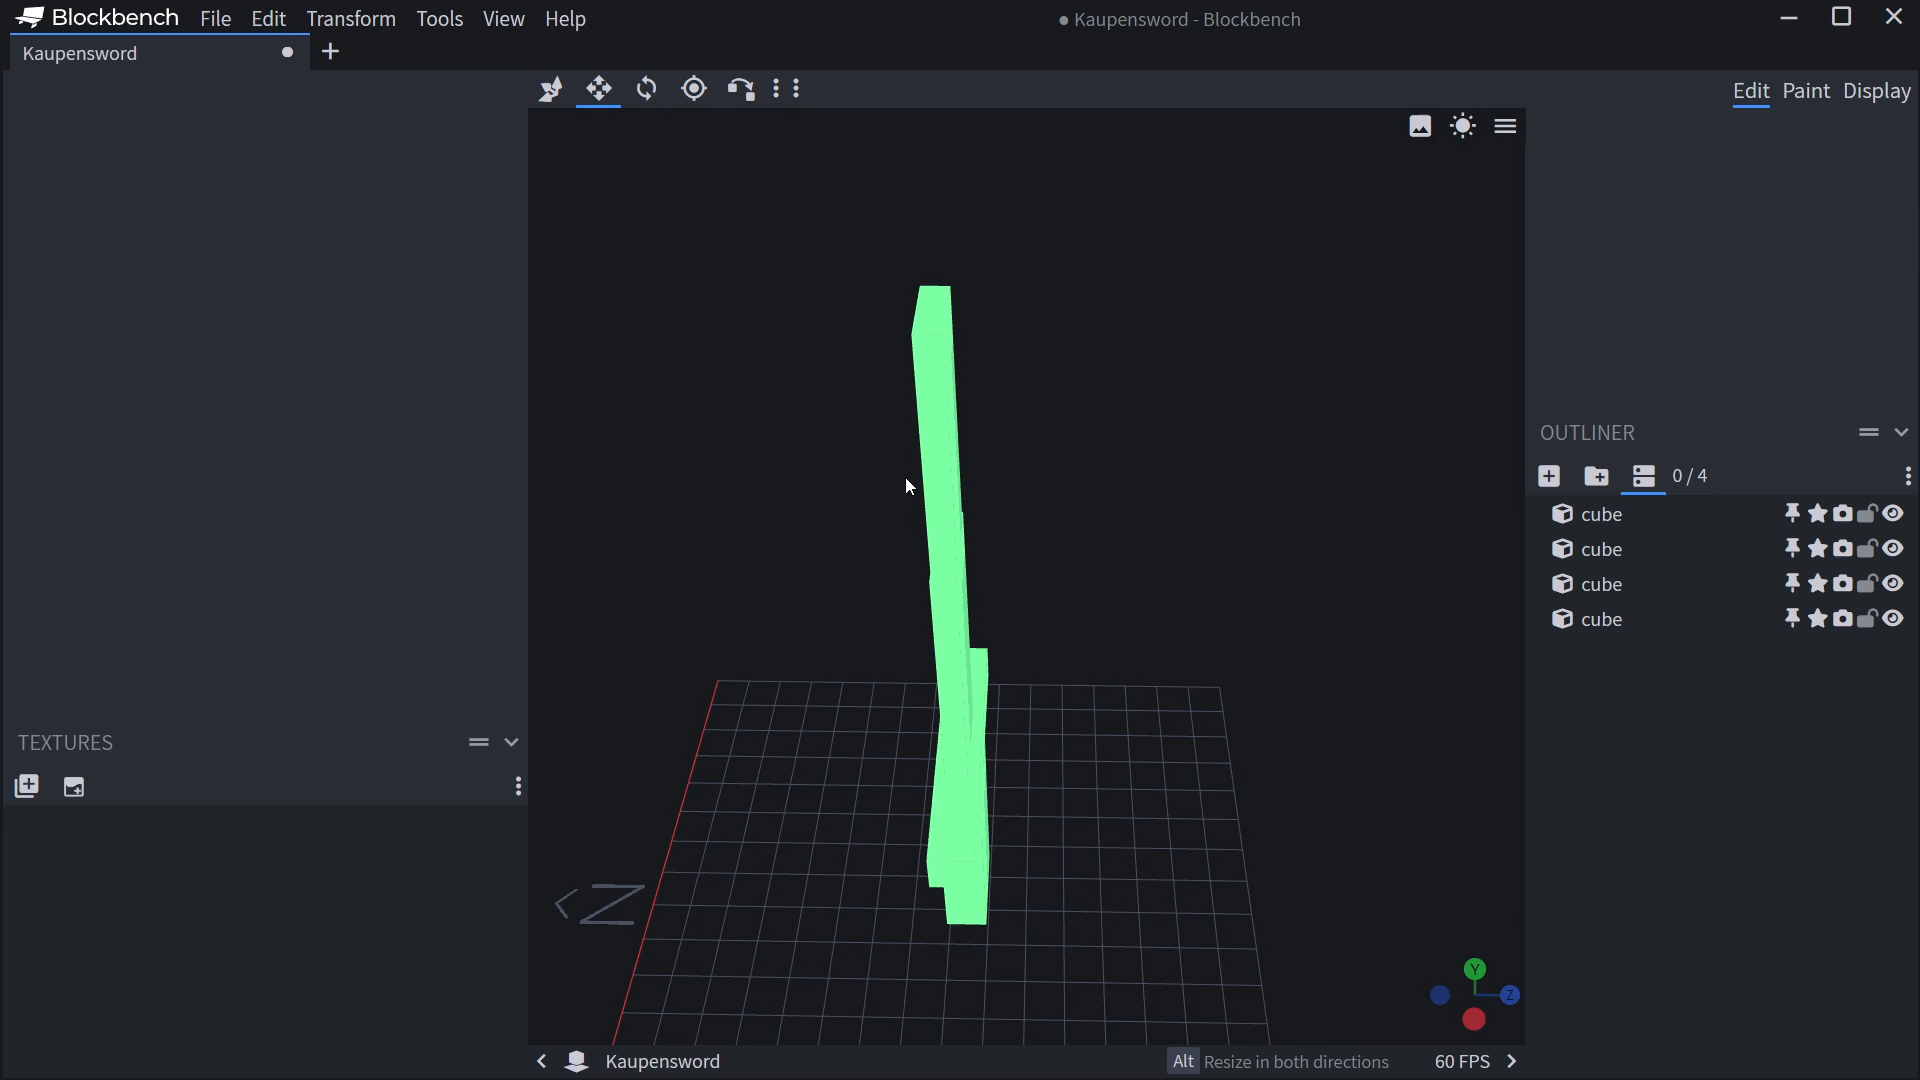 Blockbench File Edit Transform Tools View Help
● Kaupensword - Blockbench
Kaupensword
Edit Paint Display
OUTLINER
0 / 4
cube
cube
cube
cube
TEXTURES
Z
Y
Z
Kaupensword
Alt Resize in both directions
60 FPS